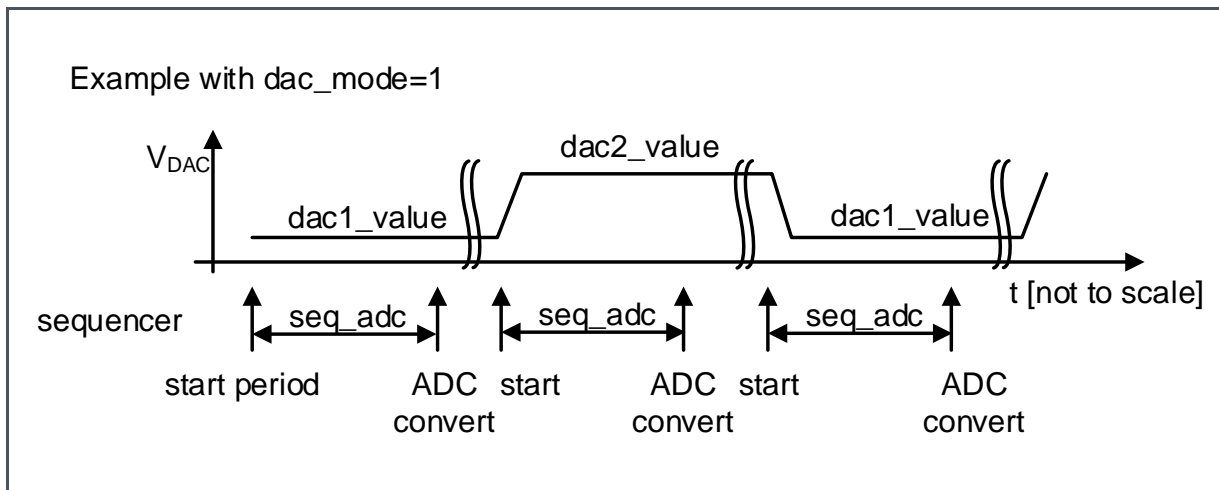 Example with dac_mode=1
VDAC
dac2_value
dac1_value
dac1_value
t [not to scale]
sequencer
seq_adc
seq_adc
seq_adc
start period
ADC
convert
start
ADC
convert
start
ADC
convert